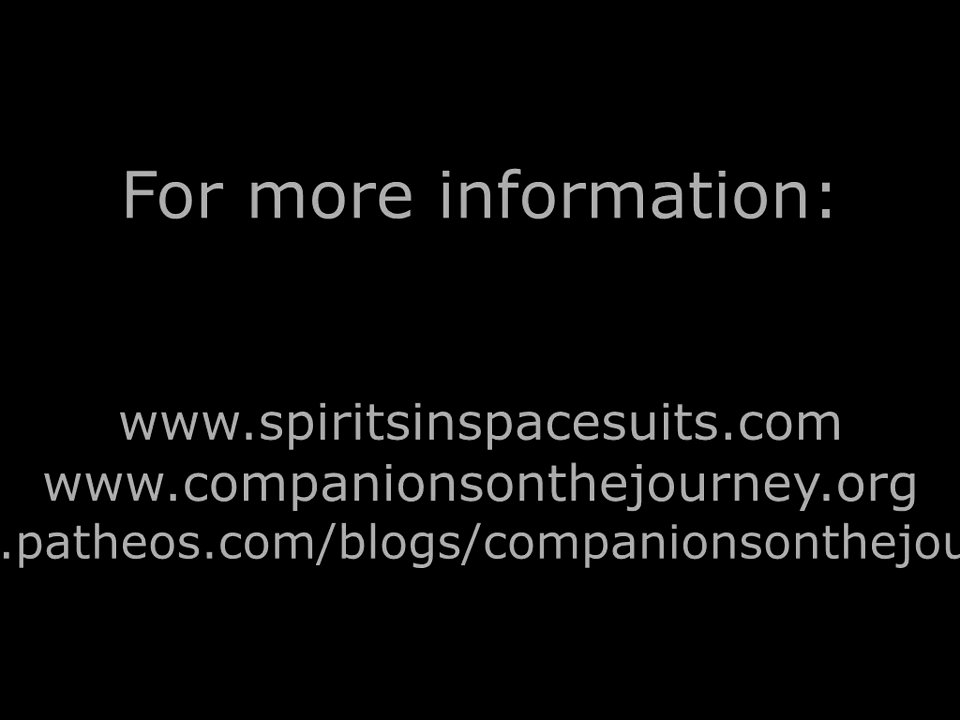 For more information:
www.spiritsinspacesuits.com
www.companionsonthejourney.org
.patheos.com/blogs/companionsonthejou